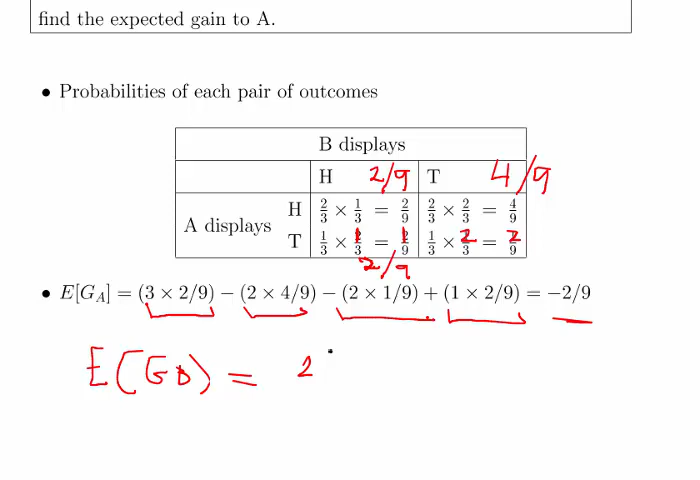 find the expected gain to A.
• Probabilities of each pair of outcomes
B displays
H 2/9 T 4/9
A displays H 2/3 × 1/3 = 2/9 2/3 × 2/3 = 4/9
T 1/3 × 1/3 = 1/9 1/3 × 2/3 = 2/9
2/9
• E[G_A] = (3 × 2/9) − (2 × 4/9) − (2 × 1/9) + (1 × 2/9) = −2/9
E(GB) = 2